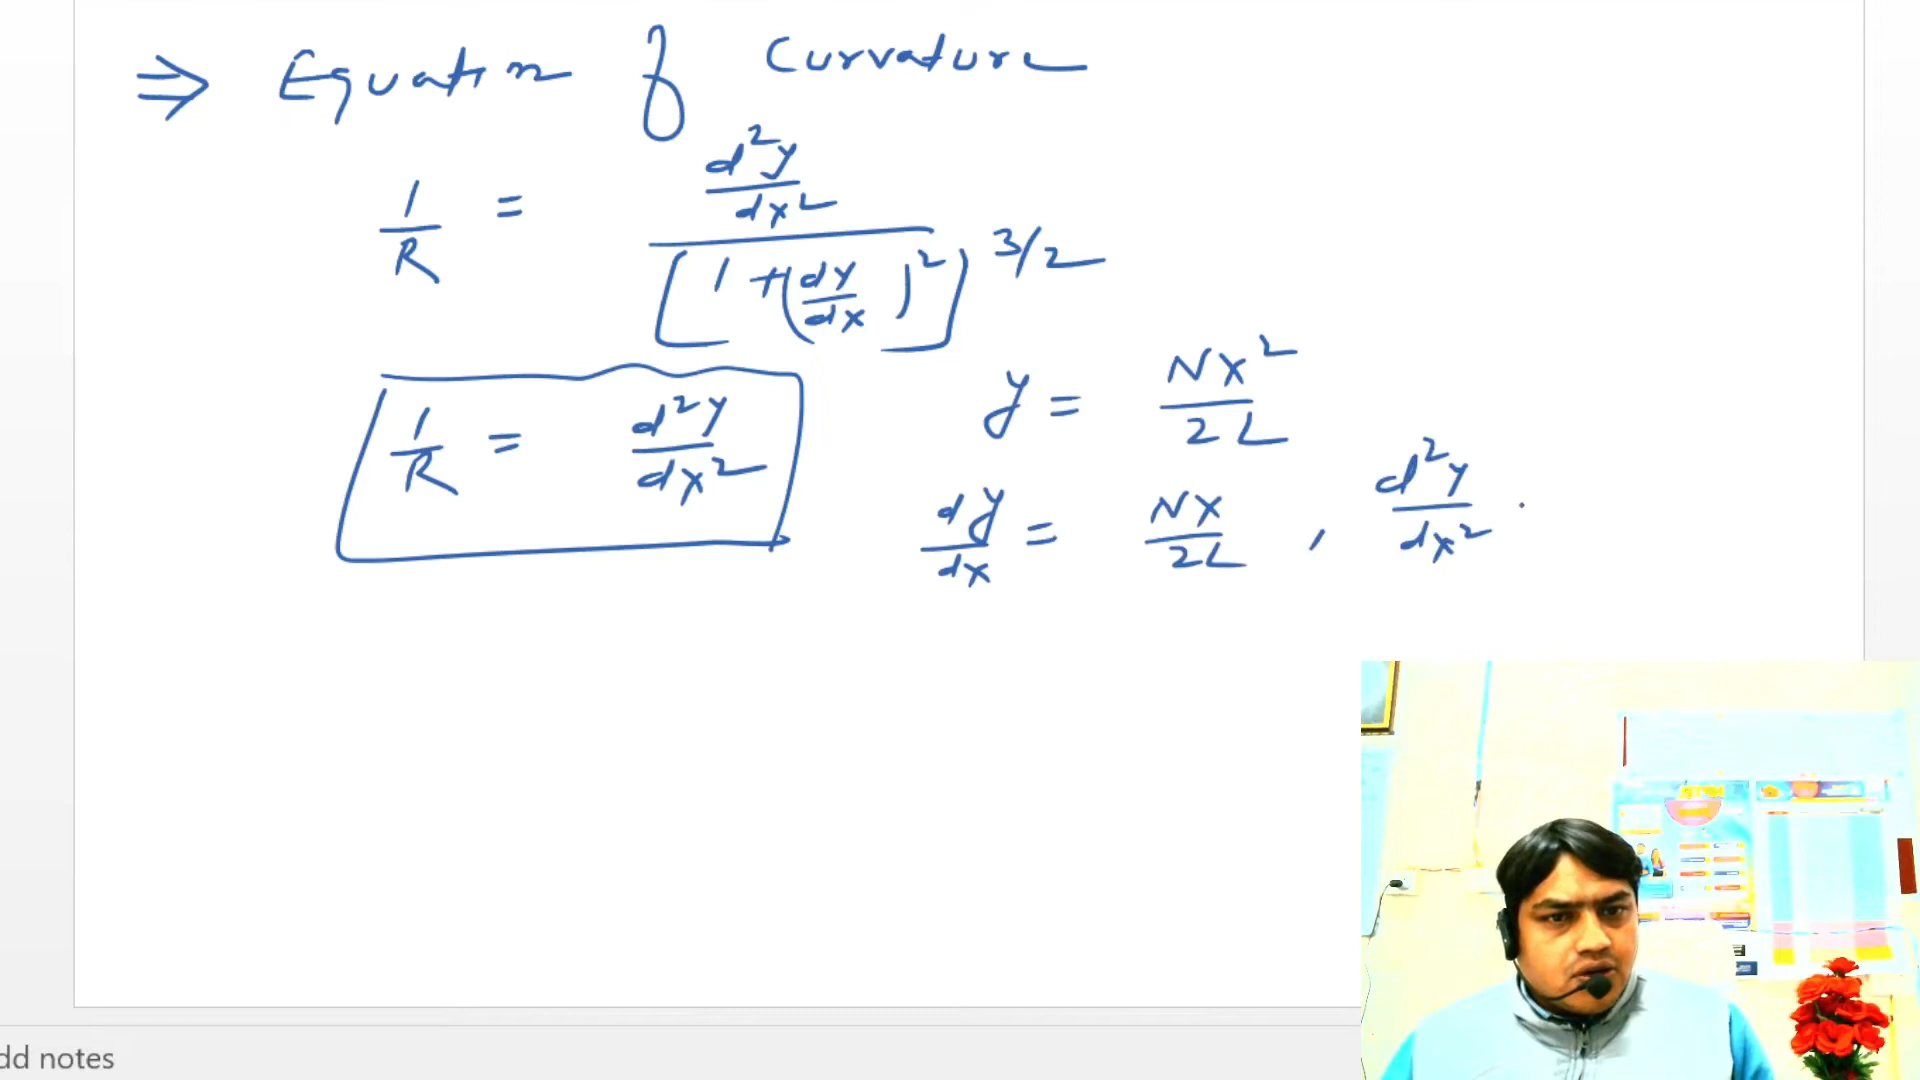 ⇒ Equation of Curvature
1/R = (d²y/dx²) / [1 + (dy/dx)²]^3/2
y = Nx²/2L
1/R = d²y/dx²
dy/dx = Nx/2L , d²y/dx²
dd notes